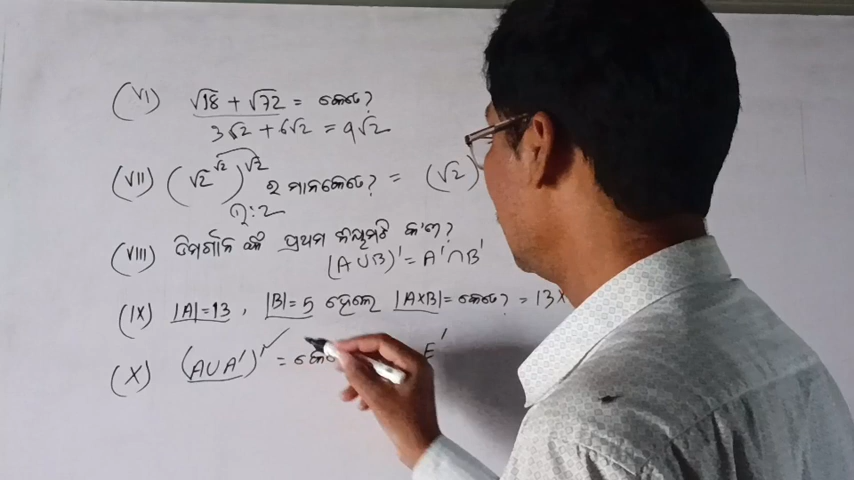 (VI) √18 + √72 = କେତେ?
3√2 + 6√2 = 9√2
(VII) (√2^√2)^√2 ର ମାନ କେତେ? = (√2)
ଉ:2
(VIII) ଡିମର୍ଗାନଙ୍କ ପ୍ରଥମ ନିୟମଟି କ'ଣ?
(A∪B)' = A'∩B'
(IX) |A|=13, |B|=5 ହେଲେ |A×B| = କେତେ? = 13×
(X) (A∪A')' = E'